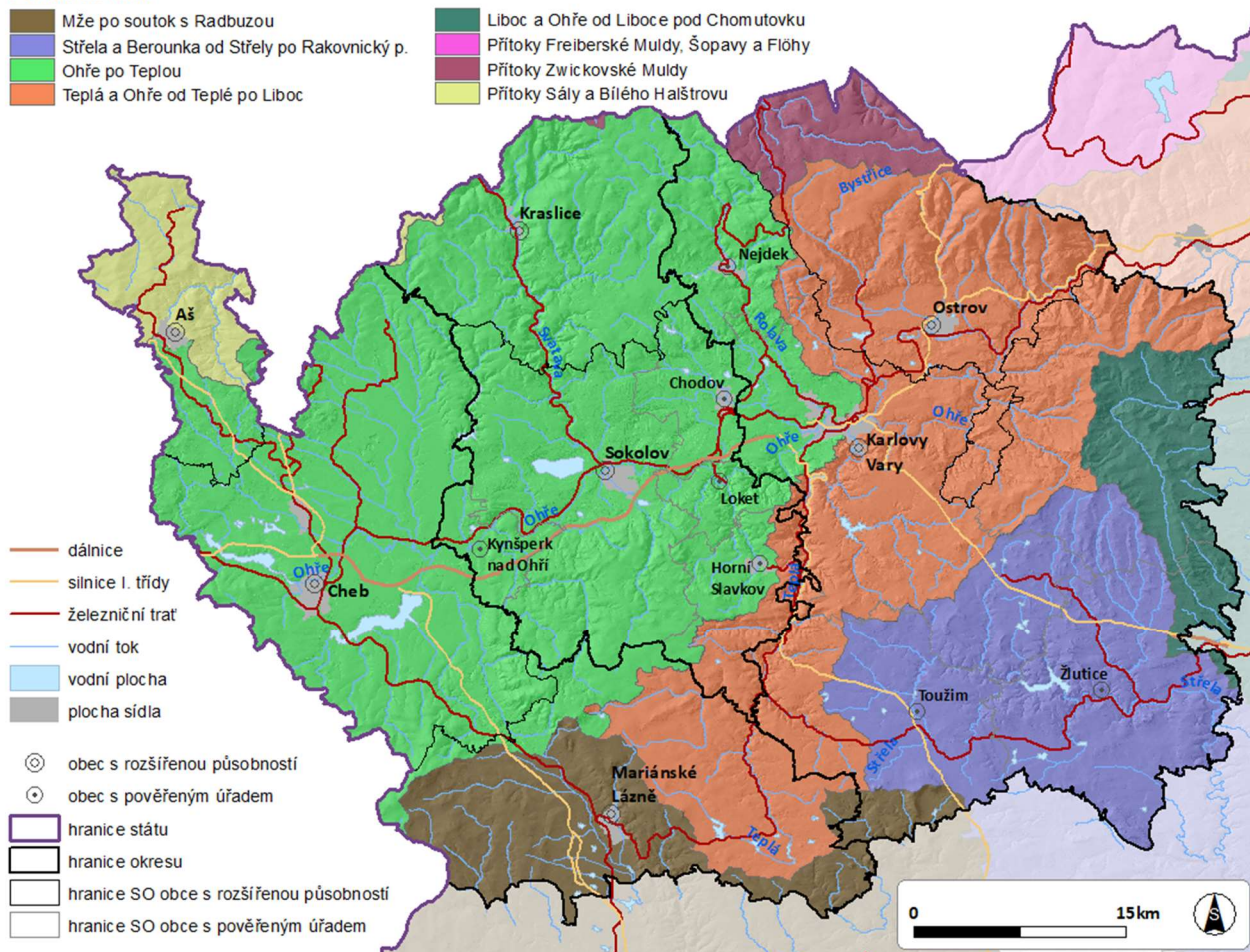 Mže po soutok s Radbuzou
Střela a Berounka od Střely po Rakovnický p.
Ohře po Teplou
Teplá a Ohře od Teplé po Liboc
Liboc a Ohře od Liboce pod Chomutovku
Přítoky Freiberské Muldy, Šopavy a Flöhy
Přítoky Zwickovské Muldy
Přítoky Sály a Bílého Halštrovu
Bystřice
Kraslice
Nejdek
Aš
Ostrov
Svatava
Rolava
Chodov
Ohře
Ohře
Karlovy
Vary
Sokolov
Loket
Ohře
Kynšperk
nad Ohří
Horní
Slavkov
Teplá
Ohře
Cheb
Žlutice
Střela
Toužim
Střela
Mariánské
Lázně
Teplá
dálnice
silnice I. třídy
železniční trať
vodní tok
vodní plocha
plocha sídla
obec s rozšířenou působností
obec s pověřeným úřadem
hranice státu
hranice okresu
hranice SO obce s rozšířenou působností
hranice SO obce s pověřeným úřadem
0 15km
S